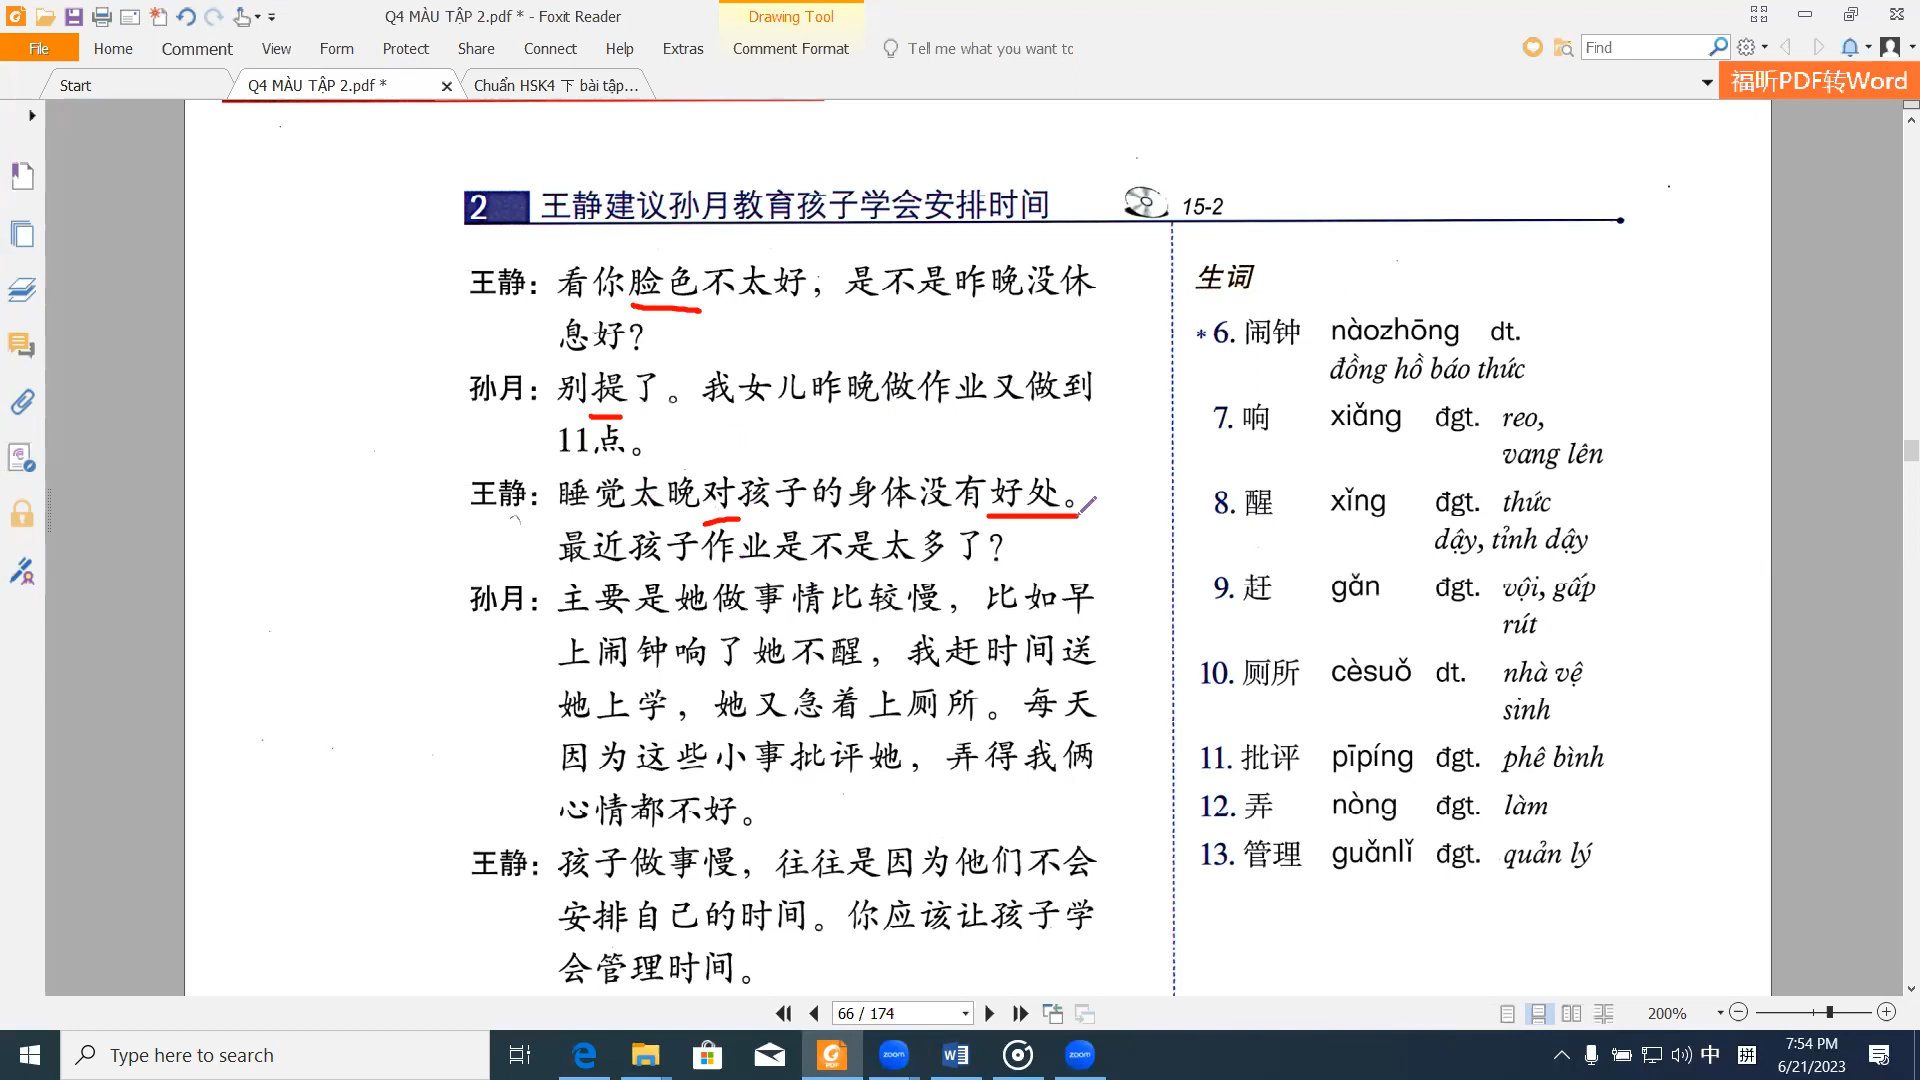 Q4 MÀU TẬP 2.pdf * - Foxit Reader
Drawing Tool
File
Home
Comment
View
Form
Protect
Share
Connect
Help
Extras
Comment Format
Tell me what you want to
Find
Start
Q4 MÀU TẬP 2.pdf *
Chuẩn HSK4 下 bài tập...
福昕PDF转Word
2 王静建议孙月教育孩子学会安排时间
15-2
王静：看你脸色不太好，是不是昨晚没休
息好？
孙月：别提了。我女儿昨晚做作业又做到
11点。
王静：睡觉太晚对孩子的身体没有好处。
最近孩子作业是不是太多了？
孙月：主要是她做事情比较慢，比如早
上闹钟响了她不醒，我赶时间送
她上学，她又急着上厕所。每天
因为这些小事批评她，弄得我俩
心情都不好。
王静：孩子做事慢，往往是因为他们不会
安排自己的时间。你应该让孩子学
会管理时间。
生词
*6. 闹钟 nàozhōng dt.
đồng hồ báo thức
7. 响 xiǎng đgt. reo,
vang lên
8. 醒 xǐng đgt. thức
dậy, tỉnh dậy
9. 赶 gǎn đgt. vội, gấp
rút
10. 厕所 cèsuǒ dt. nhà vệ
sinh
11. 批评 pīpíng đgt. phê bình
12. 弄 nòng đgt. làm
13. 管理 guǎnlǐ đgt. quản lý
66 / 174
200%
Type here to search
zoom
zoom
中
拼
7:54 PM
6/21/2023